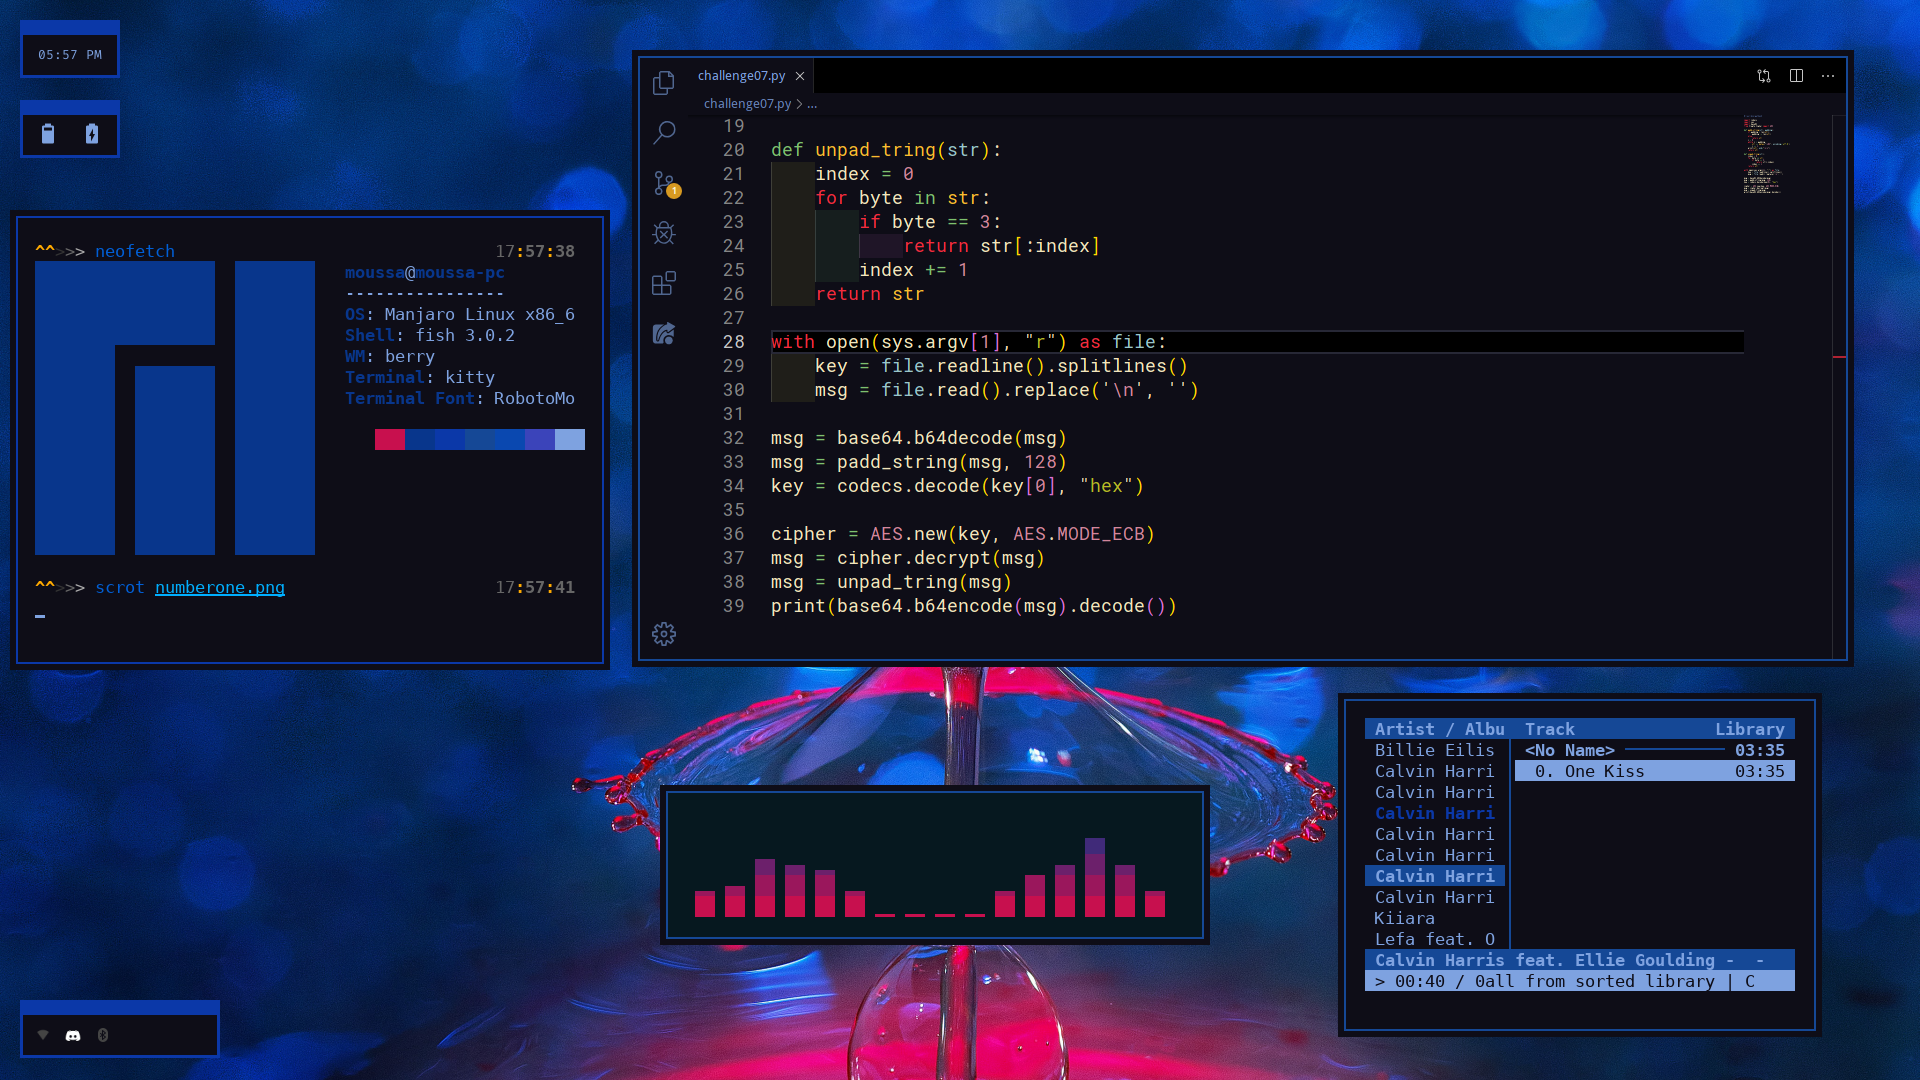 05:57 PM
^^>>> neofetch 17:57:38
moussa@moussa-pc
----------------
OS: Manjaro Linux x86_6
Shell: fish 3.0.2
WM: berry
Terminal: kitty
Terminal Font: RobotoMo
^^>>> scrot numberone.png 17:57:41
challenge07.py
challenge07.py > ...
1
19
20 def unpad_tring(str):
21 index = 0
22 for byte in str:
23 if byte == 3:
24 return str[:index]
25 index += 1
26 return str
27
28 with open(sys.argv[1], "r") as file:
29 key = file.readline().splitlines()
30 msg = file.read().replace('\n', '')
31
32 msg = base64.b64decode(msg)
33 msg = padd_string(msg, 128)
34 key = codecs.decode(key[0], "hex")
35
36 cipher = AES.new(key, AES.MODE_ECB)
37 msg = cipher.decrypt(msg)
38 msg = unpad_tring(msg)
39 print(base64.b64encode(msg).decode())
Artist / Albu Track Library
Billie Eilis <No Name> 03:35
Calvin Harri 0. One Kiss 03:35
Calvin Harri
Calvin Harri
Calvin Harri
Calvin Harri
Calvin Harri
Calvin Harri
Kiiara
Lefa feat. O
Calvin Harris feat. Ellie Goulding - -
> 00:40 / 0all from sorted library | C